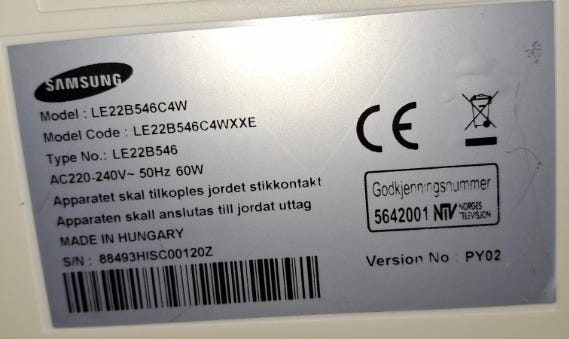 SAMSUNG
Model : LE22B546C4W
Model Code : LE22B546C4WXXE
Type No.: LE22B546
AC220-240V~ 50Hz 60W
Apparatet skal tilkoples jordet stikkontakt
Apparaten skall anslutas till jordat uttag
MADE IN HUNGARY
S/N : 88493HISC00120Z
CE
Godkjenningsnummer
5642001 NTV NORGES TELEVISJON
Version No : PY02